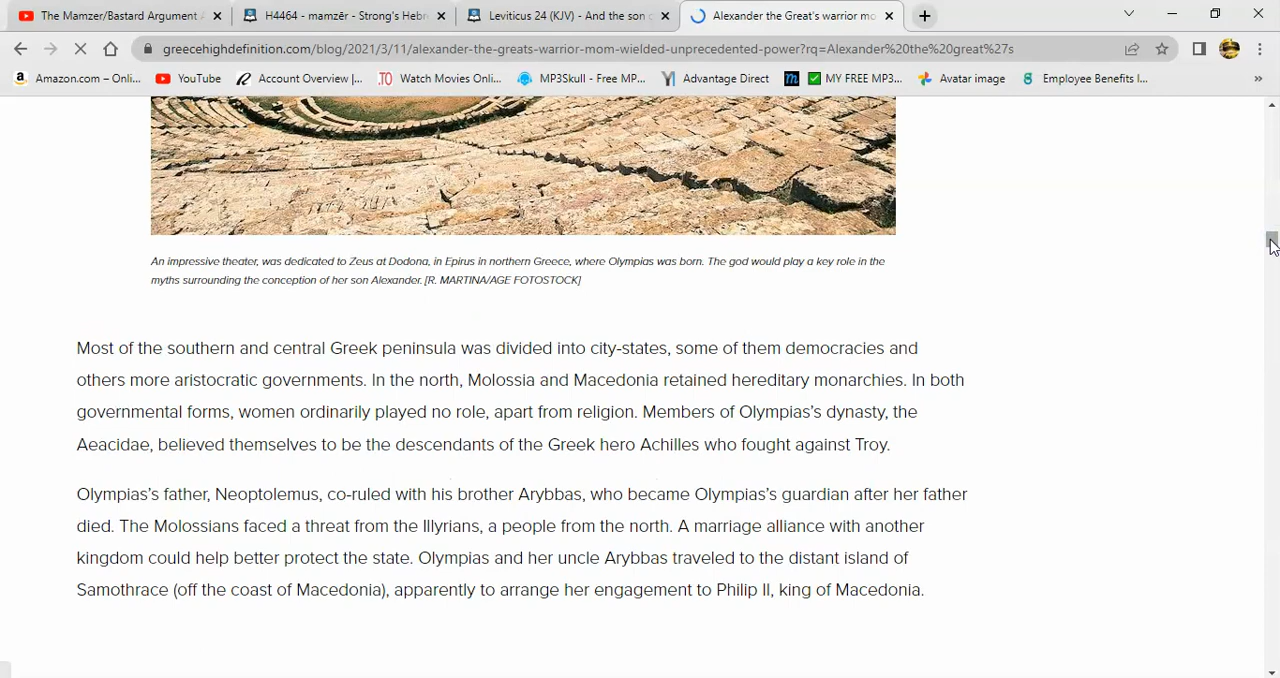 The Mamzer/Bastard Argument
H4464 - mamzêr - Strong's Hebr
Leviticus 24 (KJV) - And the son o
Alexander the Great's warrior mo
greecehighdefinition.com/blog/2021/3/11/alexander-the-greats-warrior-mom-wielded-unprecedented-power?rq=Alexander%20the%20great%27s
Amazon.com – Onli...
YouTube
Account Overview |...
.TO Watch Movies Onl...
MP3Skull - Free MP...
Advantage Direct
MY FREE MP3...
Avatar image
Employee Benefits I...
»
An impressive theater, was dedicated to Zeus at Dodona, in Epirus in northern Greece, where Olympias was born. The god would play a key role in the
myths surrounding the conception of her son Alexander. [R. MARTINA/AGE FOTOSTOCK]
Most of the southern and central Greek peninsula was divided into city-states, some of them democracies and
others more aristocratic governments. In the north, Molossia and Macedonia retained hereditary monarchies. In both
governmental forms, women ordinarily played no role, apart from religion. Members of Olympias's dynasty, the
Aeacidae, believed themselves to be the descendants of the Greek hero Achilles who fought against Troy.
Olympias's father, Neoptolemus, co-ruled with his brother Arybbas, who became Olympias's guardian after her father
died. The Molossians faced a threat from the Illyrians, a people from the north. A marriage alliance with another
kingdom could help better protect the state. Olympias and her uncle Arybbas traveled to the distant island of
Samothrace (off the coast of Macedonia), apparently to arrange her engagement to Philip II, king of Macedonia.